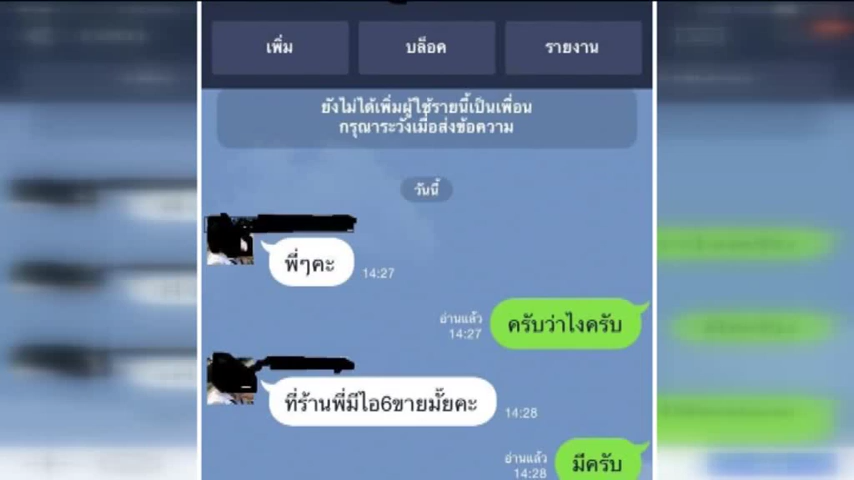 เพิ่ม
บล็อค
รายงาน
ยังไม่ได้เพิ่มผู้ใช้รายนี้เป็นเพื่อน
กรุณาระวังเมื่อส่งข้อความ
วันนี้
พี่ๆคะ
14:27
อ่านแล้ว
14:27
ครับว่าไงครับ
ที่ร้านพี่มีไอ6ขายมั้ยคะ
14:28
อ่านแล้ว
14:28
มีครับ